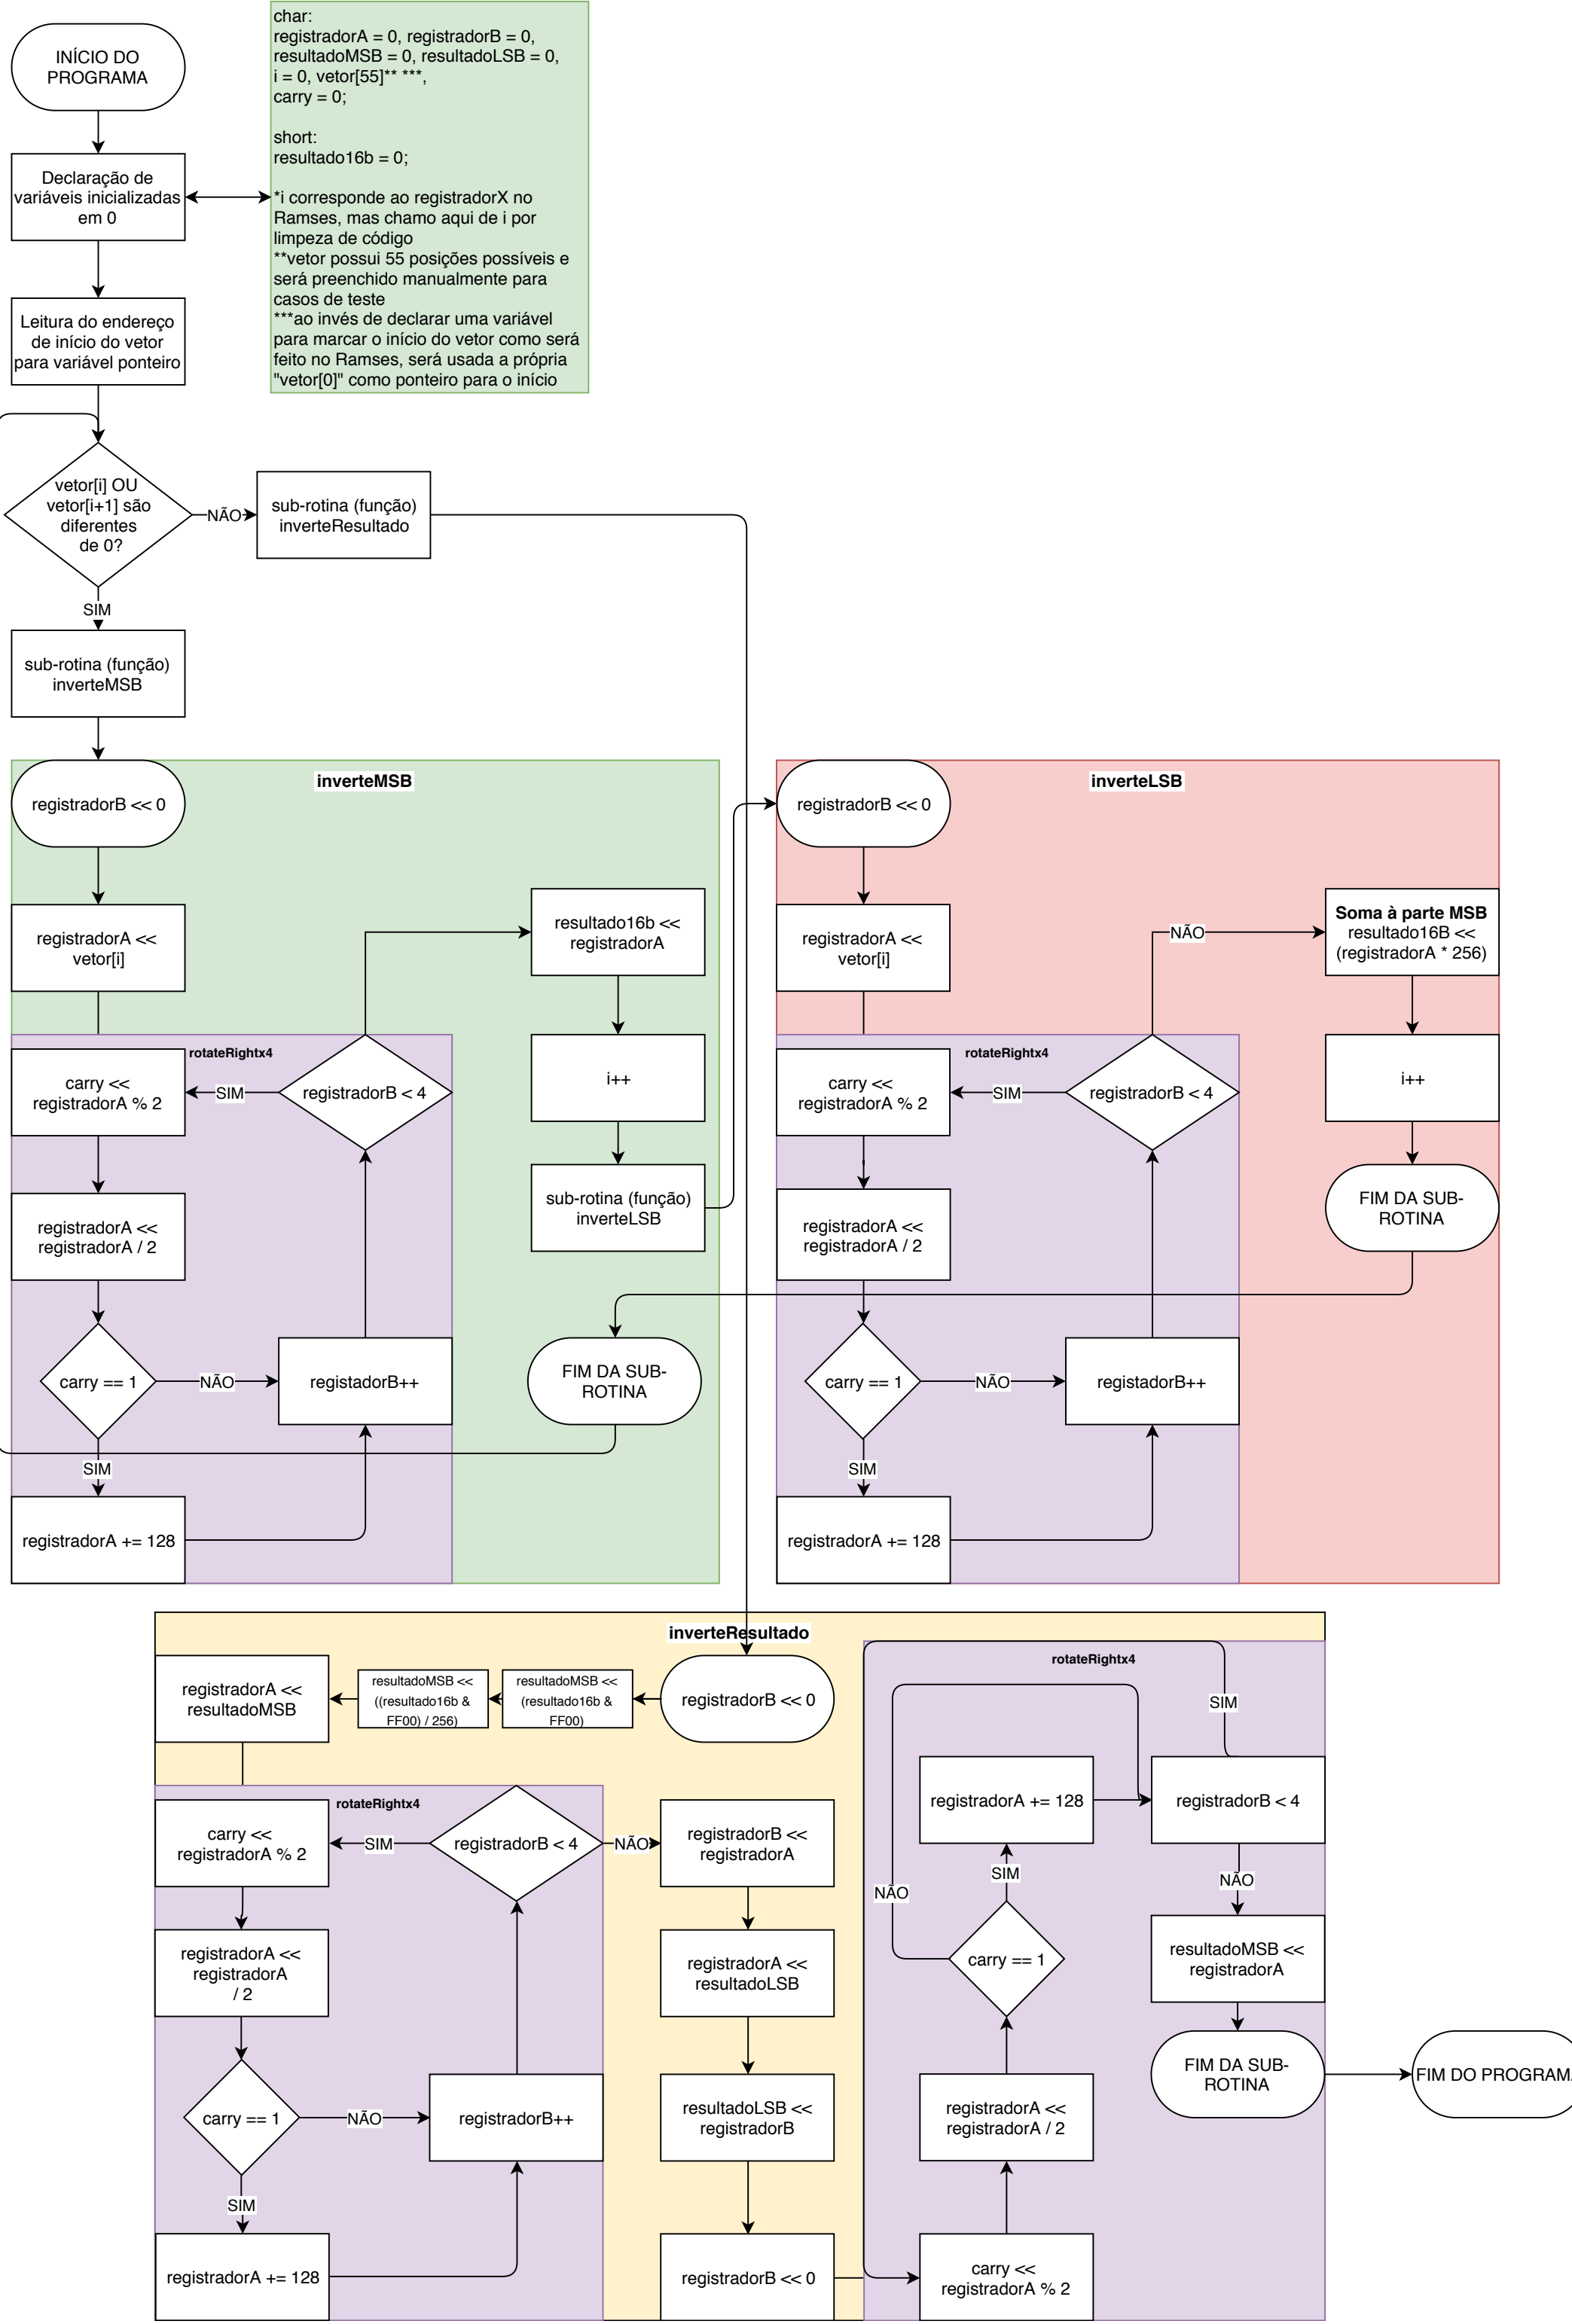 INÍCIO DO
PROGRAMA
char:
registradorA = 0, registradorB = 0,
resultadoMSB = 0, resultadoLSB = 0,
i = 0, vetor[55]** ***,
carry = 0;
short:
resultado16b = 0;
*i corresponde ao registradorX no
Ramses, mas chamo aqui de i por
limpeza de código
**vetor possui 55 posições possíveis e
será preenchido manualmente para
casos de teste
***ao invés de declarar uma variável
para marcar o início do vetor como será
feito no Ramses, será usada a própria
"vetor[0]" como ponteiro para o início
Declaração de
variáveis inicializadas
em 0
Leitura do endereço
de início do vetor
para variável ponteiro
vetor[i] OU
vetor[i+1] são
diferentes
de 0?
NÃO
sub-rotina (função)
inverteResultado
SIM
sub-rotina (função)
inverteMSB
inverteMSB
registradorB << 0
registradorA <<
vetor[i]
rotateRightx4
carry <<
registradorA % 2
SIM
registradorB < 4
registradorA <<
registradorA / 2
carry == 1
NÃO
registadorB++
SIM
registradorA += 128
resultado16b <<
registradorA
i++
sub-rotina (função)
inverteLSB
FIM DA SUB-
ROTINA
inverteLSB
registradorB << 0
registradorA <<
vetor[i]
rotateRightx4
carry <<
registradorA % 2
SIM
registradorB < 4
NÃO
registradorA <<
registradorA / 2
carry == 1
NÃO
registadorB++
SIM
registradorA += 128
Soma à parte MSB
resultado16B <<
(registradorA * 256)
i++
FIM DA SUB-
ROTINA
inverteResultado
registradorB << 0
resultadoMSB <<
(resultado16b &
FF00)
resultadoMSB <<
((resultado16b &
FF00) / 256)
registradorA <<
resultadoMSB
rotateRightx4
carry <<
registradorA % 2
SIM
registradorB < 4
NÃO
registradorA <<
registradorA
/ 2
carry == 1
NÃO
registradorB++
SIM
registradorA += 128
registradorB <<
registradorA
registradorA <<
resultadoLSB
resultadoLSB <<
registradorB
registradorB << 0
rotateRightx4
SIM
registradorA += 128
registradorB < 4
SIM
NÃO
NÃO
carry == 1
resultadoMSB <<
registradorA
registradorA <<
registradorA / 2
FIM DA SUB-
ROTINA
FIM DO PROGRAMA
carry <<
registradorA % 2